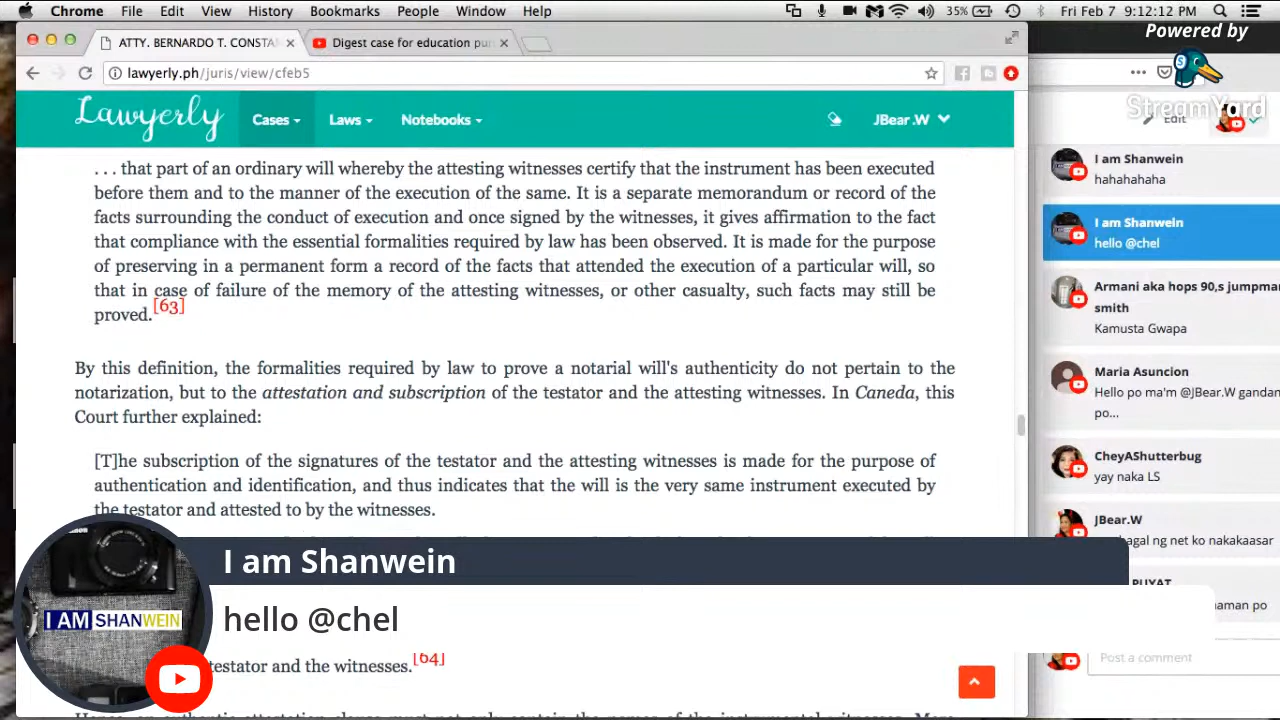 Chrome File Edit View History Bookmarks People Window Help 35% Fri Feb 7 9:12:12 PM
Powered by
StreamYard
ATTY. BERNARDO T. CONSTA
Digest case for education pur
lawyerly.ph/juris/view/cfeb5
Lawyerly Cases Laws Notebooks JBear .W
. . . that part of an ordinary will whereby the attesting witnesses certify that the instrument has been executed
before them and to the manner of the execution of the same. It is a separate memorandum or record of the
facts surrounding the conduct of execution and once signed by the witnesses, it gives affirmation to the fact
that compliance with the essential formalities required by law has been observed. It is made for the purpose
of preserving in a permanent form a record of the facts that attended the execution of a particular will, so
that in case of failure of the memory of the attesting witnesses, or other casualty, such facts may still be
proved.[63]
By this definition, the formalities required by law to prove a notarial will's authenticity do not pertain to the
notarization, but to the attestation and subscription of the testator and the attesting witnesses. In Caneda, this
Court further explained:
[T]he subscription of the signatures of the testator and the attesting witnesses is made for the purpose of
authentication and identification, and thus indicates that the will is the very same instrument executed by
the testator and attested to by the witnesses.
testator and the witnesses.[64]
Edit
I am Shanwein
hahahahaha
I am Shanwein
hello @chel
Armani aka hops 90,s jumpman
smith
Kamusta Gwapa
Maria Asuncion
Hello po ma'm @JBear.W gandan
po...
CheyAShutterbug
yay naka LS
JBear.W
bagal ng net ko nakakaasar
PUYAT
naman po
Post a comment
I am Shanwein
hello @chel
Canon
I AM SHANWEIN